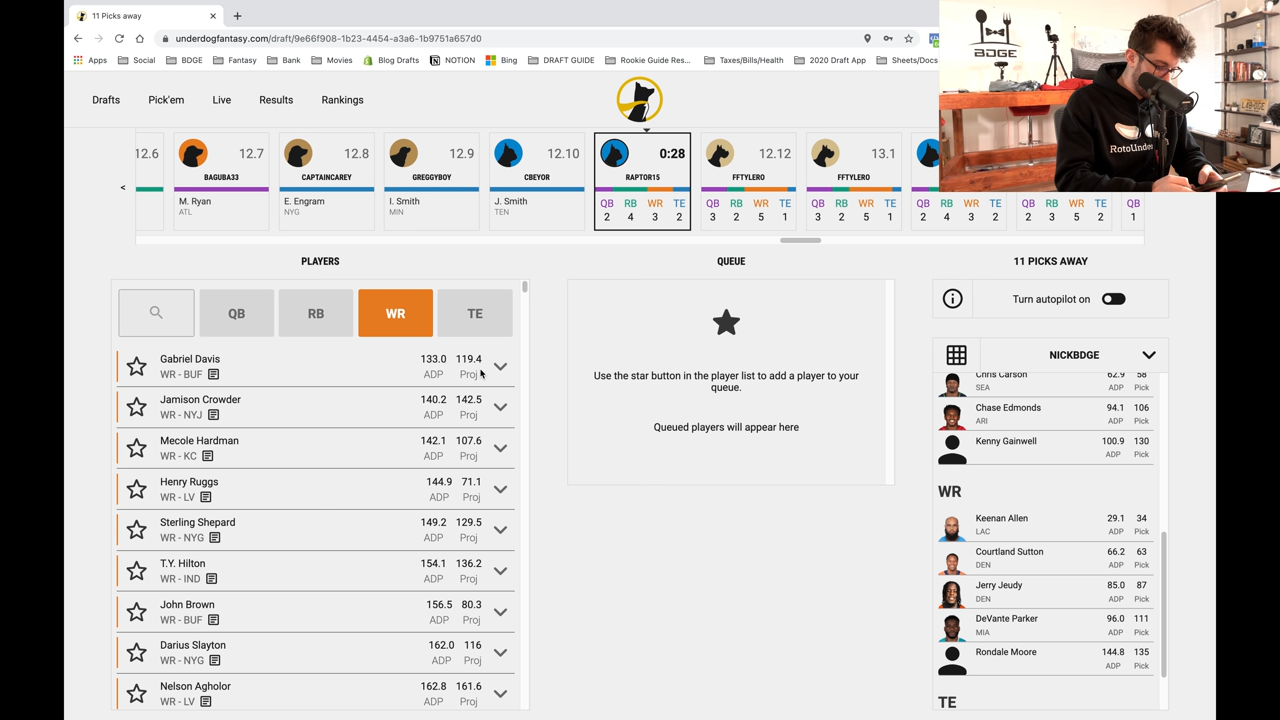 11 Picks away
underdogfantasy.com/draft/9e66f908-1b23-4454-a3a6-1b9751a657d0
Apps Social BDGE Fantasy Banks Movies Blog Drafts NOTION Bing DRAFT GUIDE Rookie Guide Res... Taxes/Bills/Health 2020 Draft App Sheets/Docs
BDGE
RotoUnder
Drafts Pick'em Live Results Rankings
12.6 12.7 12.8 12.9 12.10 0:28 12.12 13.1
BAGUBA33 CAPTAINCAREY GREGGYBOY CBEYOR RAPTOR15 FFTYLERO FFTYLERO
M. Ryan E. Engram I. Smith J. Smith QB RB WR TE QB RB WR TE QB RB WR TE QB RB WR TE QB RB WR TE QB
ATL NYG MIN TEN 2 4 3 2 3 2 5 1 3 2 5 1 2 4 3 2 2 3 5 2 1
<
PLAYERS QUEUE 11 PICKS AWAY
QB RB WR TE
Turn autopilot on
Gabriel Davis 133.0 119.4
WR - BUF ADP Proj
Jamison Crowder 140.2 142.5
WR - NYJ ADP Proj
Mecole Hardman 142.1 107.6
WR - KC ADP Proj
Henry Ruggs 144.9 71.1
WR - LV ADP Proj
Sterling Shepard 149.2 129.5
WR - NYG ADP Proj
T.Y. Hilton 154.1 136.2
WR - IND ADP Proj
John Brown 156.5 80.3
WR - BUF ADP Proj
Darius Slayton 162.0 116
WR - NYG ADP Proj
Nelson Agholor 162.8 161.6
WR - LV ADP Proj
Use the star button in the player list to add a player to your
queue.
Queued players will appear here
NICKBDGE
Chris Carson 62.9 58
SEA ADP Pick
Chase Edmonds 94.1 106
ARI ADP Pick
Kenny Gainwell 100.9 130
ADP Pick
WR
Keenan Allen 29.1 34
LAC ADP Pick
Courtland Sutton 66.2 63
DEN ADP Pick
Jerry Jeudy 85.0 87
DEN ADP Pick
DeVante Parker 96.0 111
MIA ADP Pick
Rondale Moore 144.8 135
ADP Pick
TE